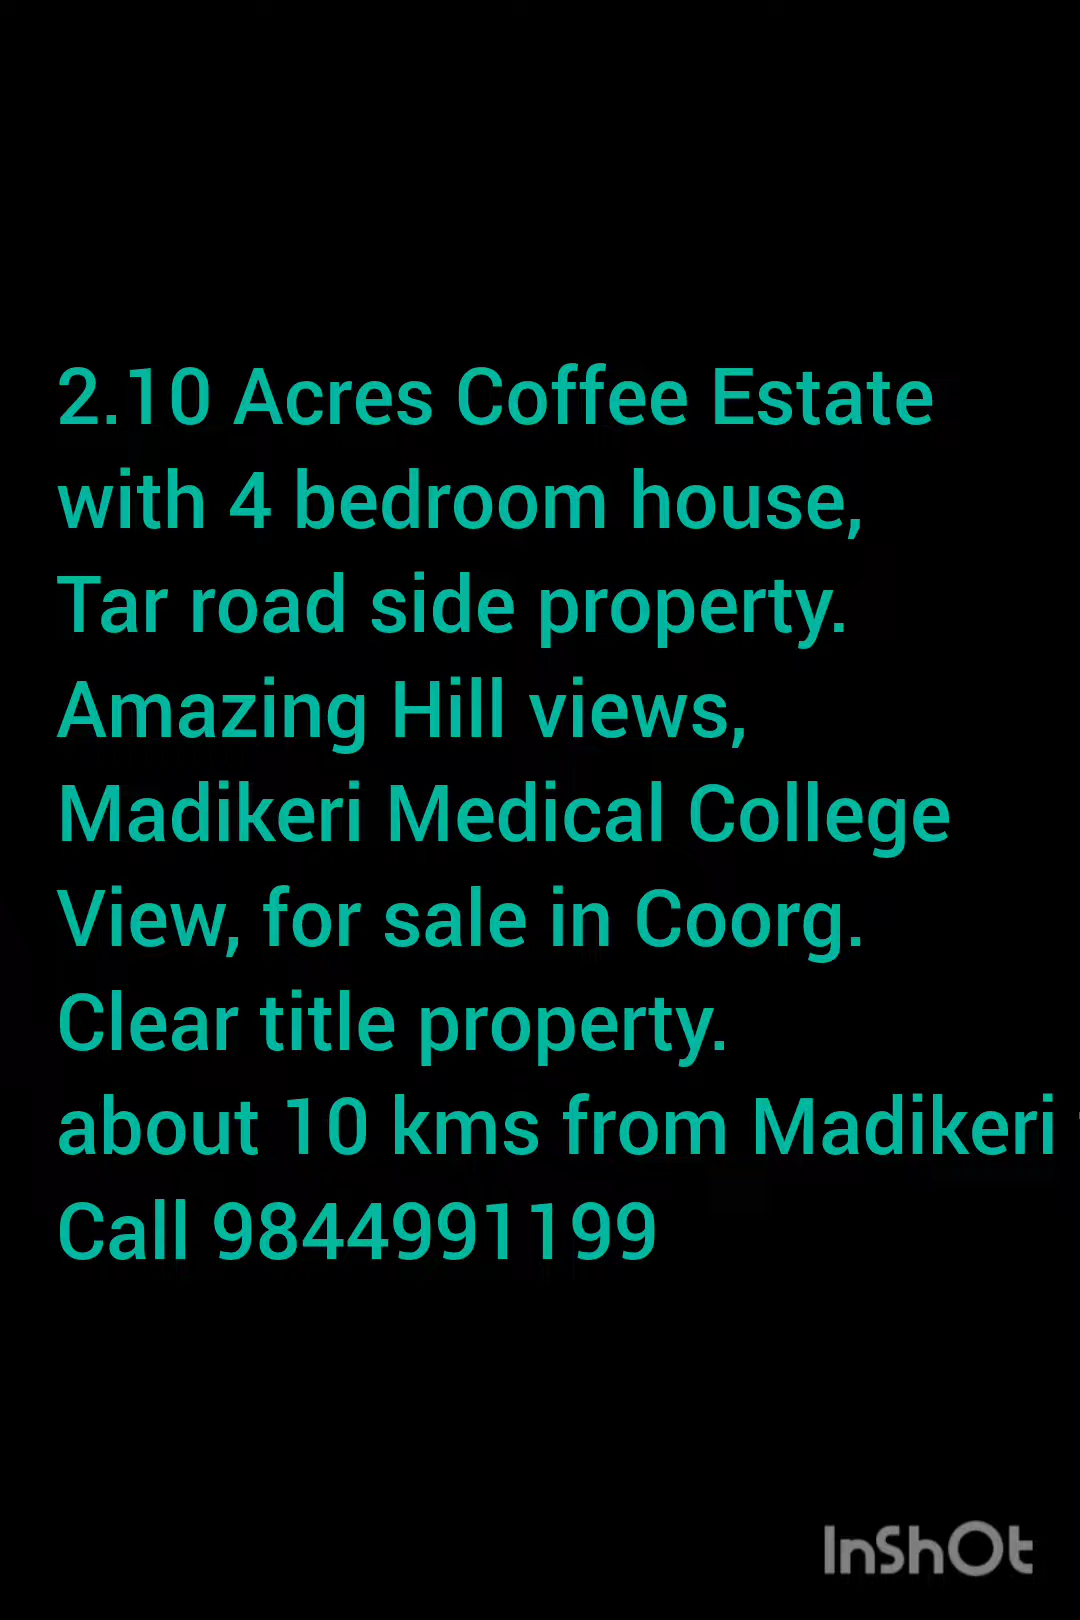 2.10 Acres Coffee Estate
with 4 bedroom house,
Tar road side property.
Amazing Hill views,
Madikeri Medical College
View, for sale in Coorg.
Clear title property.
about 10 kms from Madikeri
Call 9844991199
InShOt